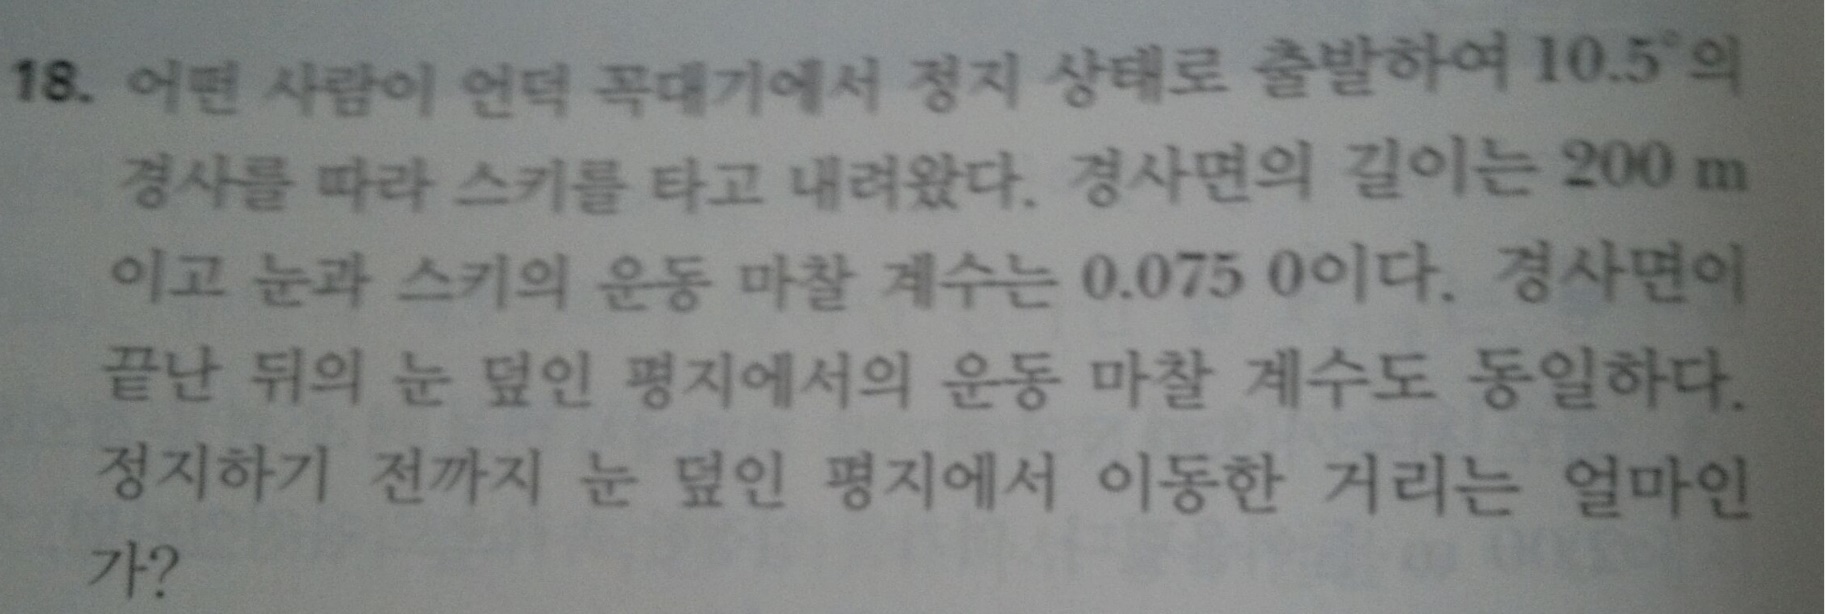 18. 어떤 사람이 언덕 꼭대기에서 정지 상태로 출발하여 10.5°의
경사를 따라 스키를 타고 내려왔다. 경사면의 길이는 200 m
이고 눈과 스키의 운동 마찰 계수는 0.075 0이다. 경사면이
끝난 뒤의 눈 덮인 평지에서의 운동 마찰 계수도 동일하다.
정지하기 전까지 눈 덮인 평지에서 이동한 거리는 얼마인
가?